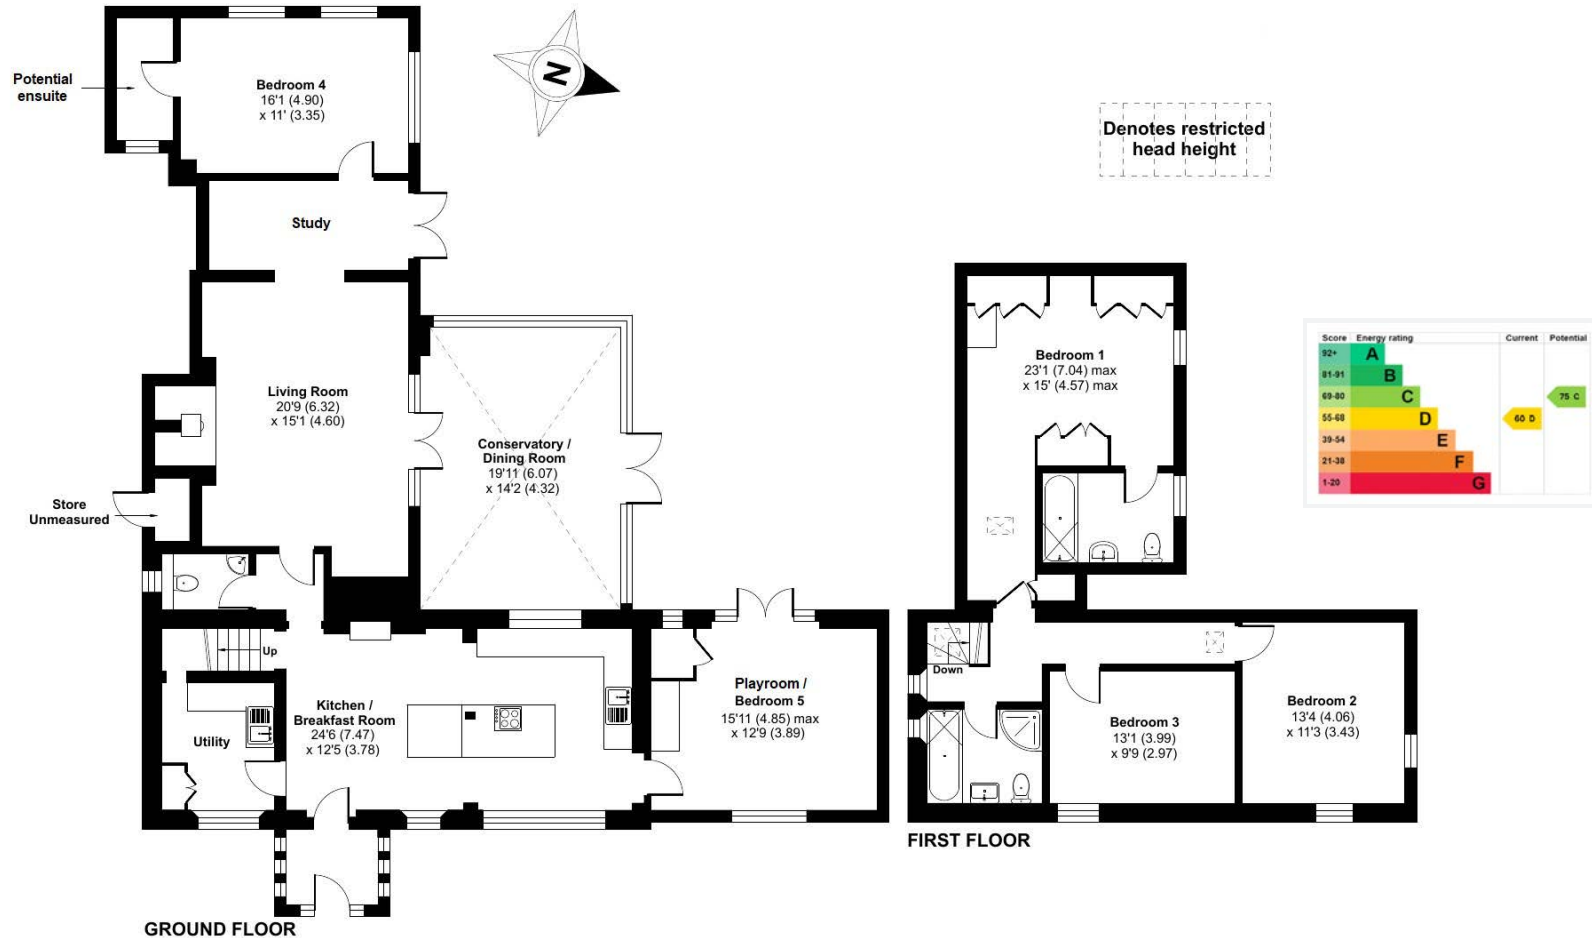 Potential
ensuite
Bedroom 4
16'1 (4.90)
x 11' (3.35)
N
Denotes restricted
head height
Study
Living Room
20'9 (6.32)
x 15'1 (4.60)
Conservatory /
Dining Room
19'11 (6.07)
x 14'2 (4.32)
Store
Unmeasured
Up
Utility
Kitchen /
Breakfast Room
24'6 (7.47)
x 12'5 (3.78)
Playroom /
Bedroom 5
15'11 (4.85) max
x 12'9 (3.89)
GROUND FLOOR
Bedroom 1
23'1 (7.04) max
x 15' (4.57) max
Down
Bedroom 3
13'1 (3.99)
x 9'9 (2.97)
Bedroom 2
13'4 (4.06)
x 11'3 (3.43)
FIRST FLOOR
Score Energy rating Current Potential
92+ A
81-91 B
69-80 C 75 C
55-68 D 60 D
39-54 E
21-38 F
1-20 G